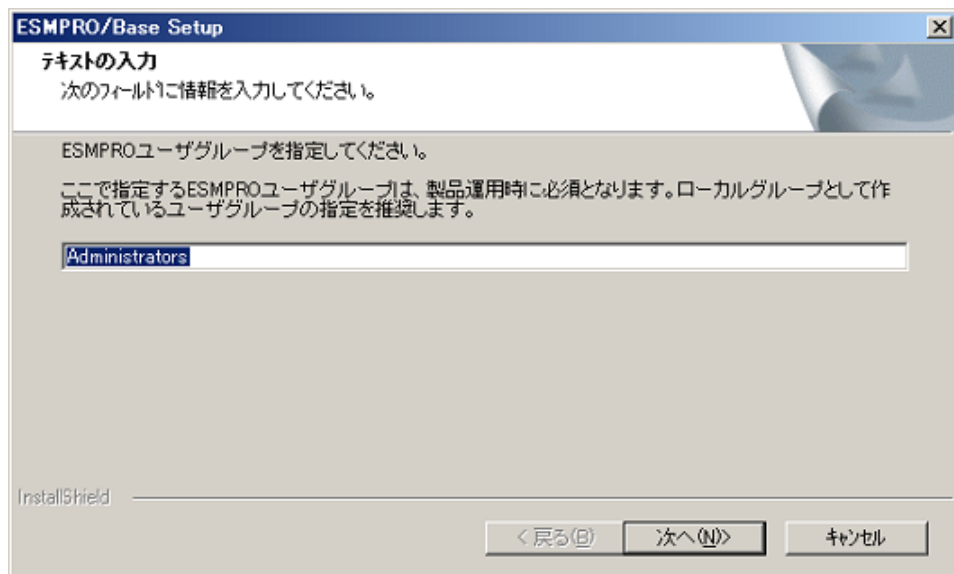 ESMPRO/Base Setup
テキストの入力
次のフィールドに情報を入力してください。
ESMPROユーザグループを指定してください。
ここで指定するESMPROユーザグループは、製品運用時に必須となります。ローカルグループとして作
成されているユーザグループの指定を推奨します。
Administrators
InstallShield
< 戻る(B)
次へ(N)>
キャンセル